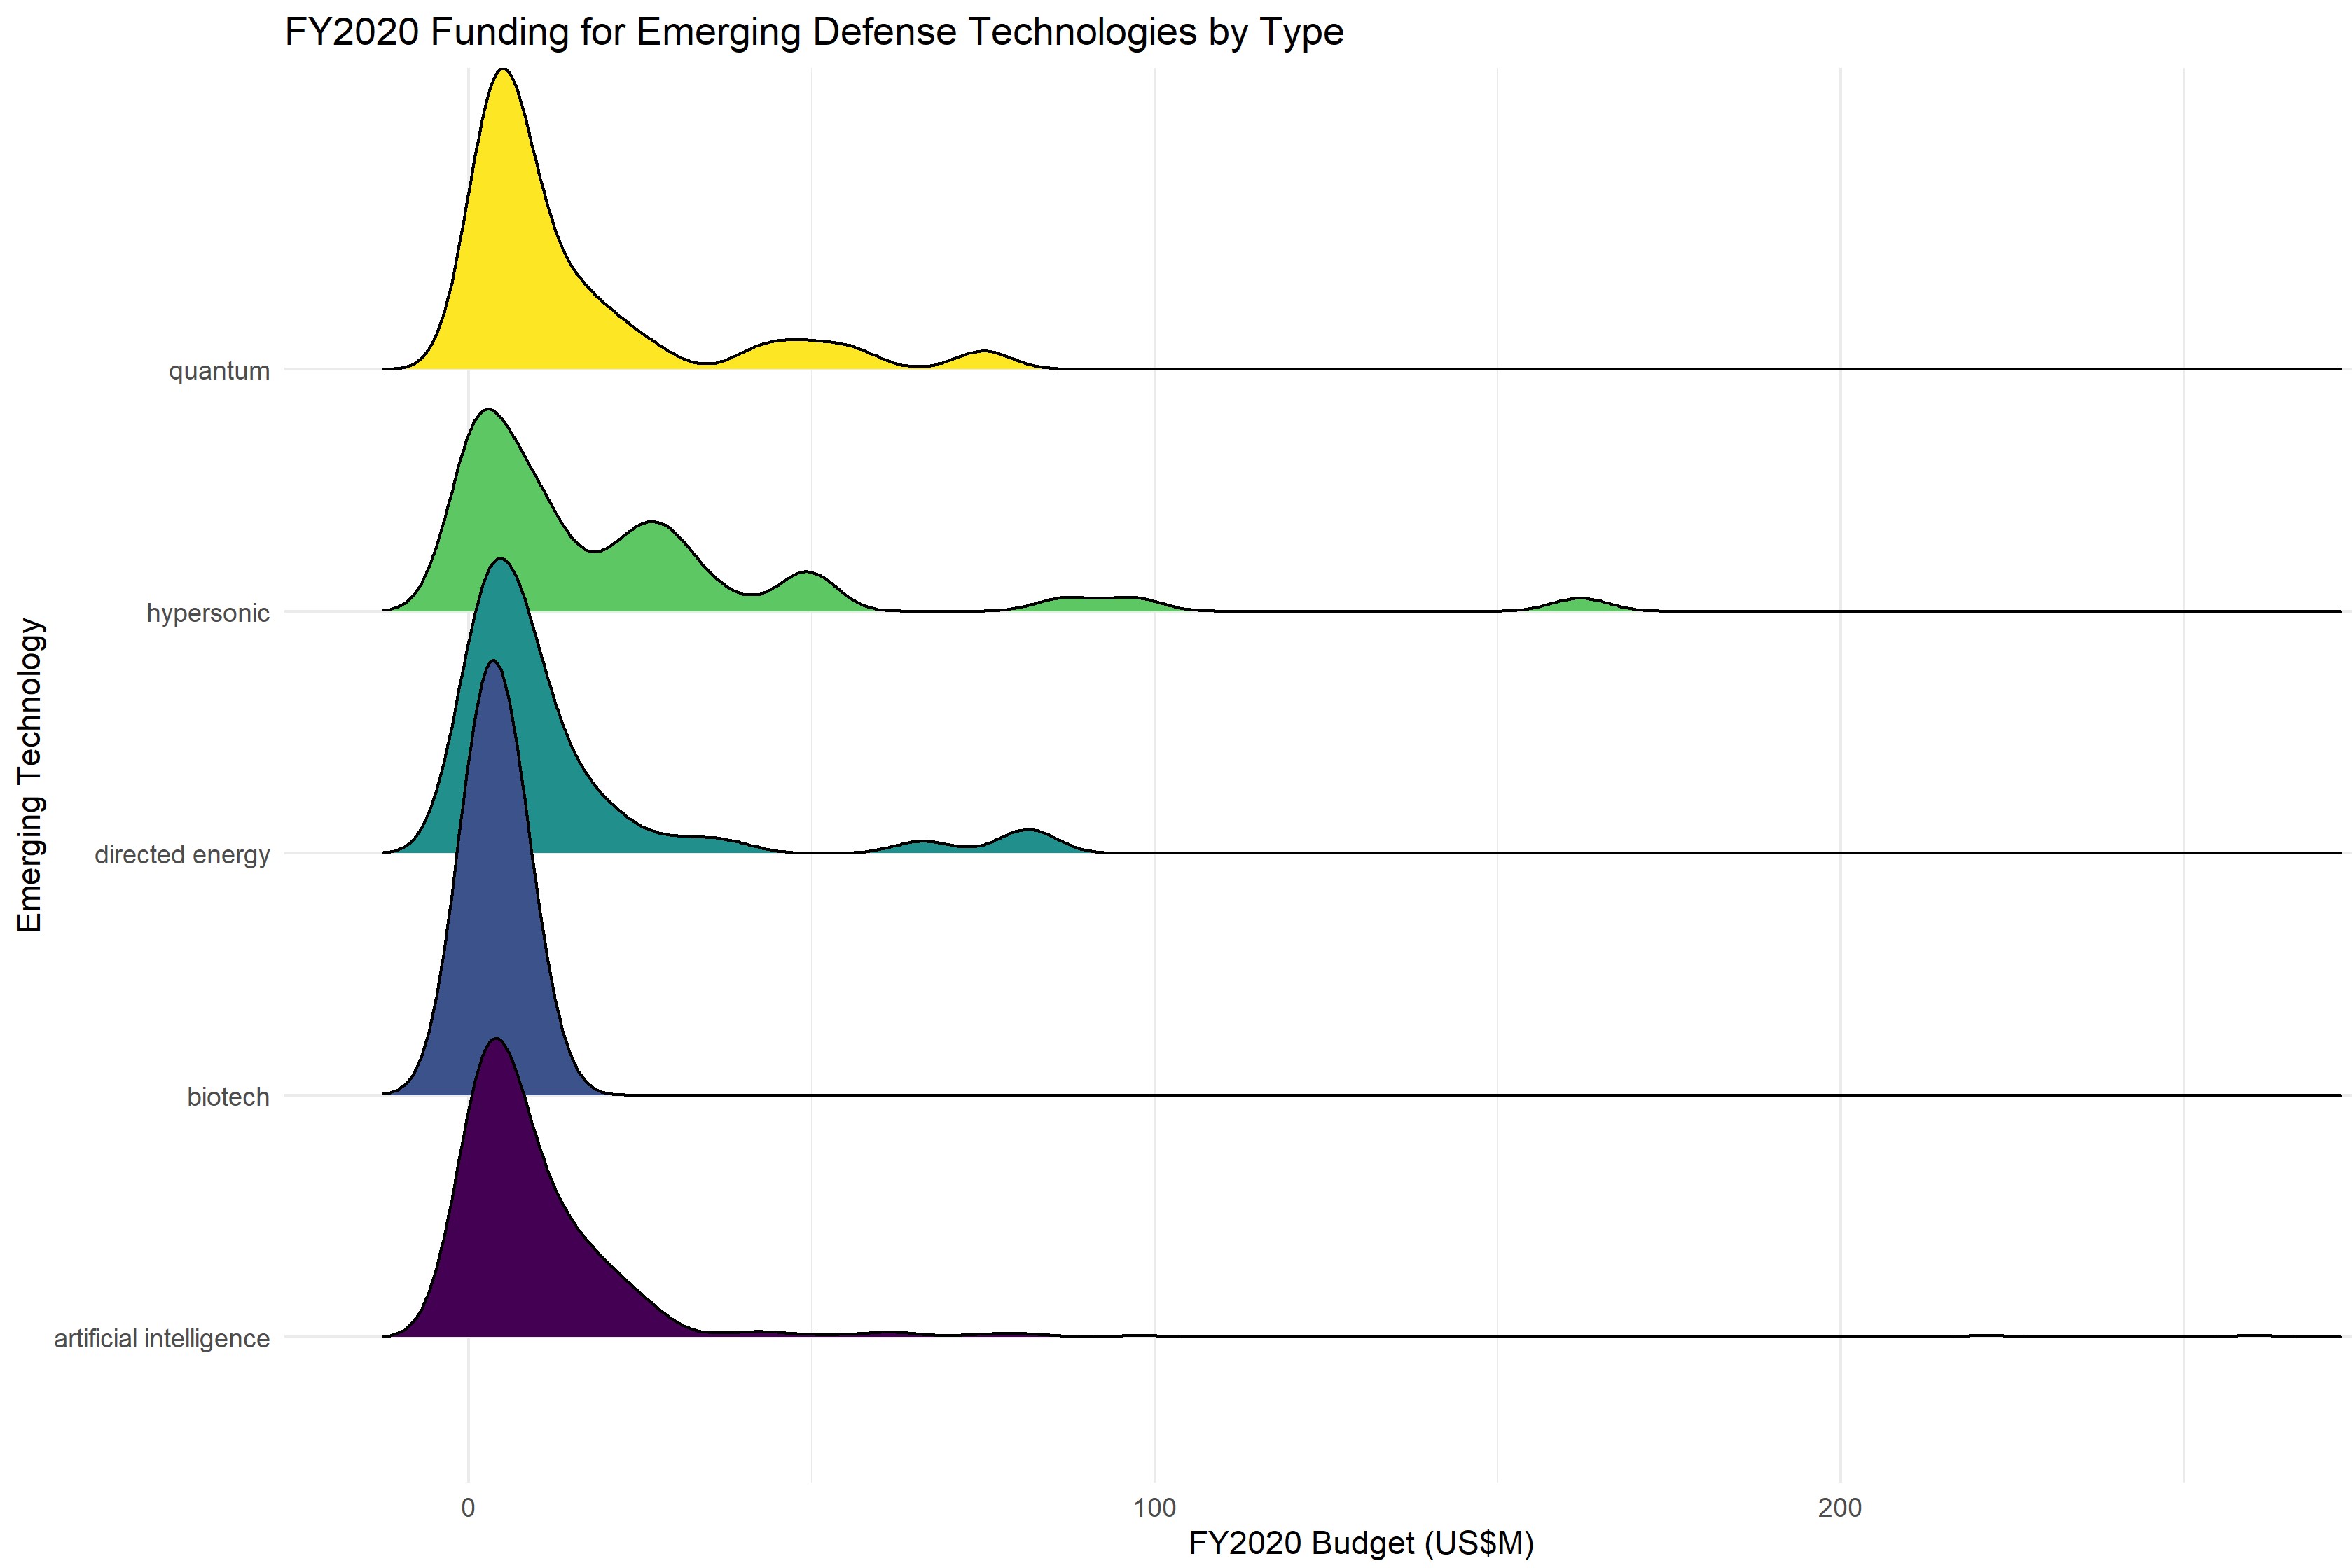 FY2020 Funding for Emerging Defense Technologies by Type
Emerging Technology
quantum
hypersonic
directed energy
biotech
artificial intelligence
0 100 200
FY2020 Budget (US$M)